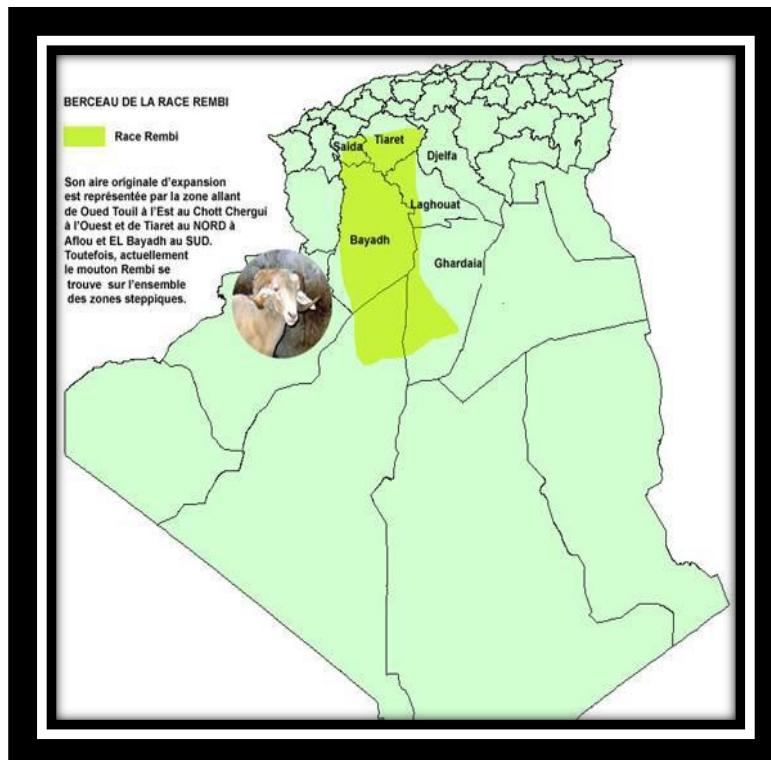 BERCEAU DE LA RACE REMBI
Race Rembi
Son aire originale d'expansion
est représentée par la zone allant
de Oued Touil à l'Est au Chott Chergui
à l'Ouest et de Tiaret au NORD à
Aflou et EL Bayadh au SUD.
Toutefois, actuellement
le mouton Rembi se
trouve sur l'ensemble
des zones steppiques.
Saida
Tiaret
Djelfa
Laghouat
Bayadh
Ghardaia